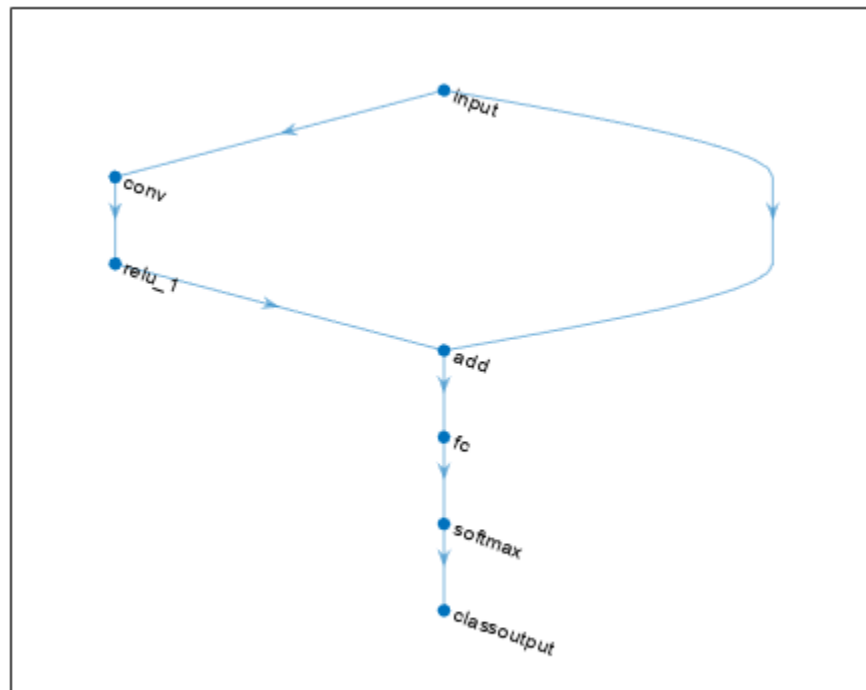 input
conv
relu_1
add
fc
softmax
classoutput